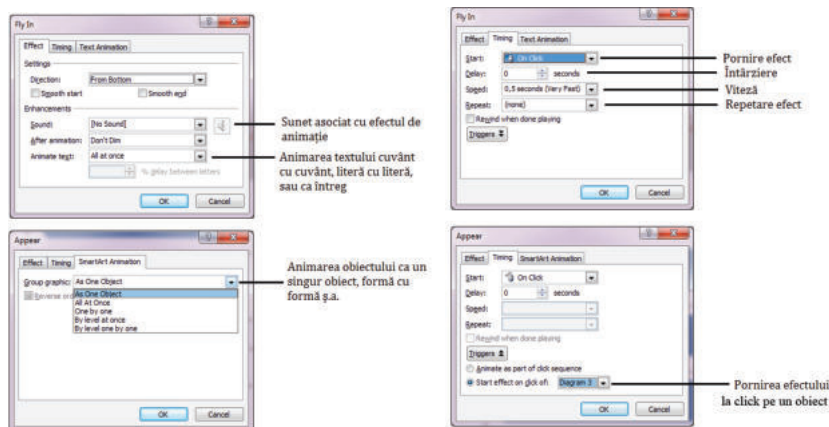 Fly In
Effect Timing Text Animation
Settings
Direction: From Bottom
Smooth start Smooth end
Enhancements
Sound: [No Sound]
After animation: Don't Dim
Animate text: All at once
% delay between letters
OK Cancel
Sunet asociat cu efectul de
animație
Animarea textului cuvânt
cu cuvânt, literă cu literă,
sau ca întreg
Fly In
Effect Timing Text Animation
Start: On Click
Delay: 0 seconds
Speed: 0,5 seconds (Very Fast)
Repeat: (none)
Rewind when done playing
Triggers
OK Cancel
Pornire efect
Întârziere
Viteză
Repetare efect
Appear
Effect Timing SmartArt Animation
Group graphic: As One Object
Reverse
As One Object
All At Once
One by one
By level at once
By level one by one
OK Cancel
Animarea obiectului ca un
singur obiect, formă cu
formă ş.a.
Appear
Effect Timing SmartArt Animation
Start: On Click
Delay: 0 seconds
Speed:
Repeat:
Rewind when done playing
Triggers
Animate as part of click sequence
Start effect on click of: Diagram 3
OK Cancel
Pornirea efectului
la click pe un obiect